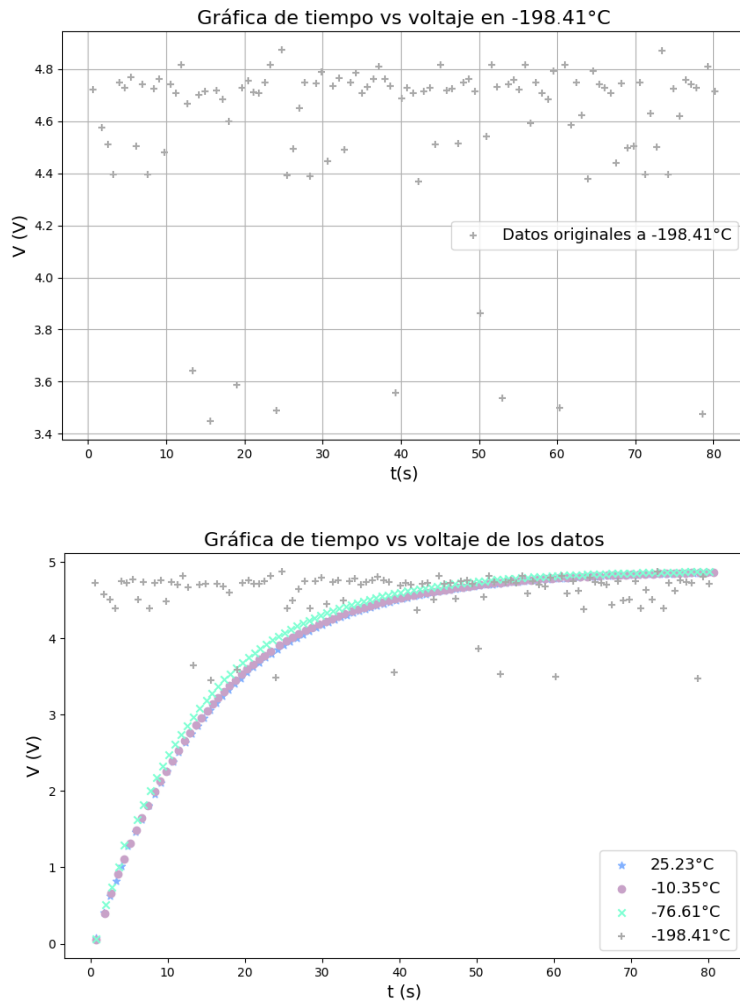 Gráfica de tiempo vs voltaje en -198.41°C
4.8
4.6
4.4
4.2
4.0
3.8
3.6
3.4
V (V)
Datos originales a -198.41°C
0 10 20 30 40 50 60 70 80
t(s)
Gráfica de tiempo vs voltaje de los datos
5
4
3
2
1
0
V (V)
25.23°C
-10.35°C
-76.61°C
-198.41°C
0 10 20 30 40 50 60 70 80
t (s)